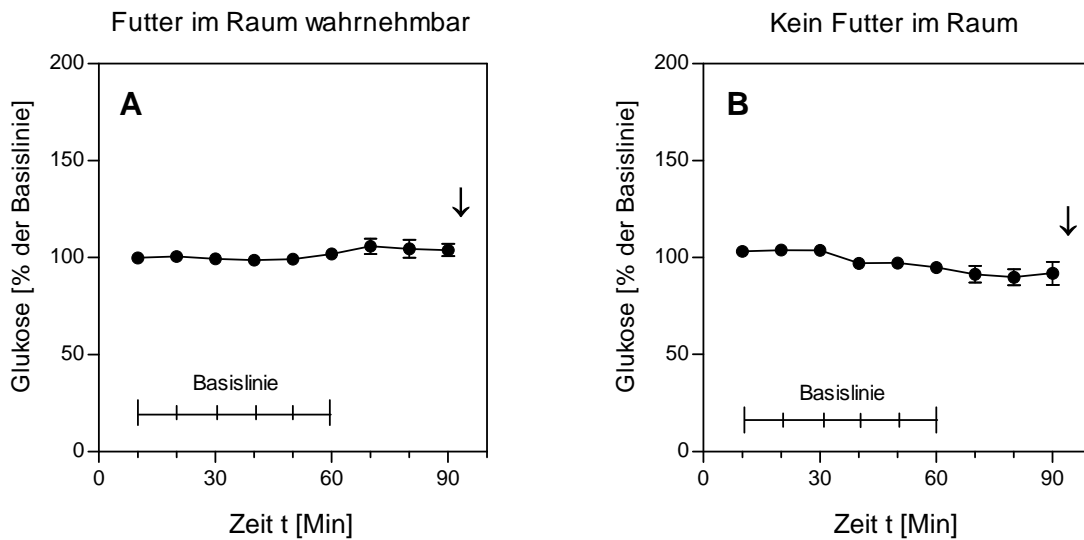 Futter im Raum wahrnehmbar
200
A
150
100
50
0
Glukose [% der Basislinie]
Basislinie
0 30 60 90
Zeit t [Min]
Kein Futter im Raum
200
B
150
100
50
0
Glukose [% der Basislinie]
Basislinie
0 30 60 90
Zeit t [Min]